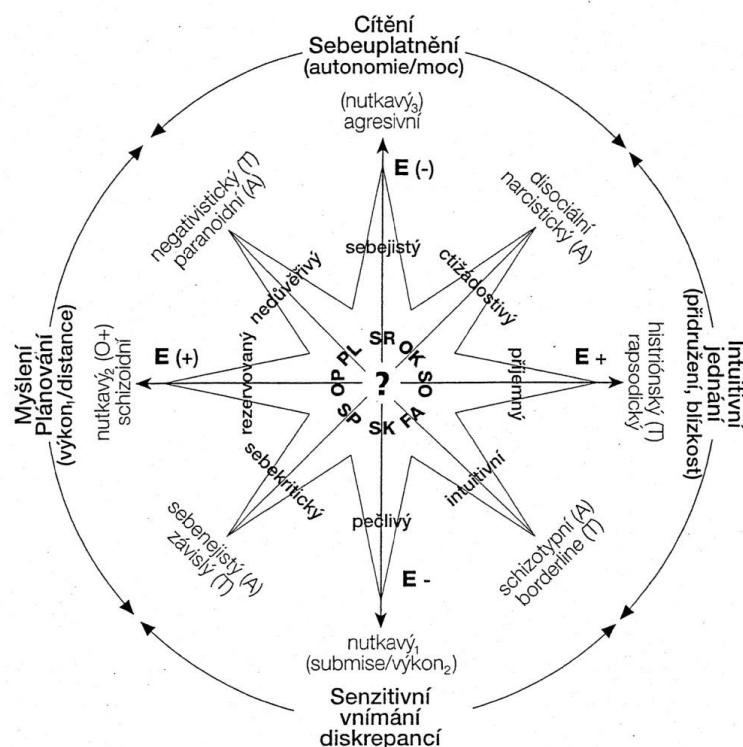 Cítění
Sebeuplatnění
(autonomie/moc)
(nutkavý₃)
agresivní
E (-)
negativistický (T)
paranoidní (A)
disociální
narcistický (A)
sebejistý
nedůvěřivý
ctižádostivý
Myšlení
Plánování
(výkon₁/distance)
nutkavý₂ (O+)
schizoidní
E (+)
rezervovaný
PL
SR
OK
OP
?
SO
SP
SK
FA
příjemný
E +
histriónský (T)
rapsodický
Intuitivní
jednání
(přidružení, blízkost)
sebekritický
pečlivý
intuitivní
sebenejistý (A)
závislý (T)
schizotypní (A)
borderline (T)
E -
nutkavý₁
(submise/výkon₂)
Senzitivní
vnímání
diskrepancí